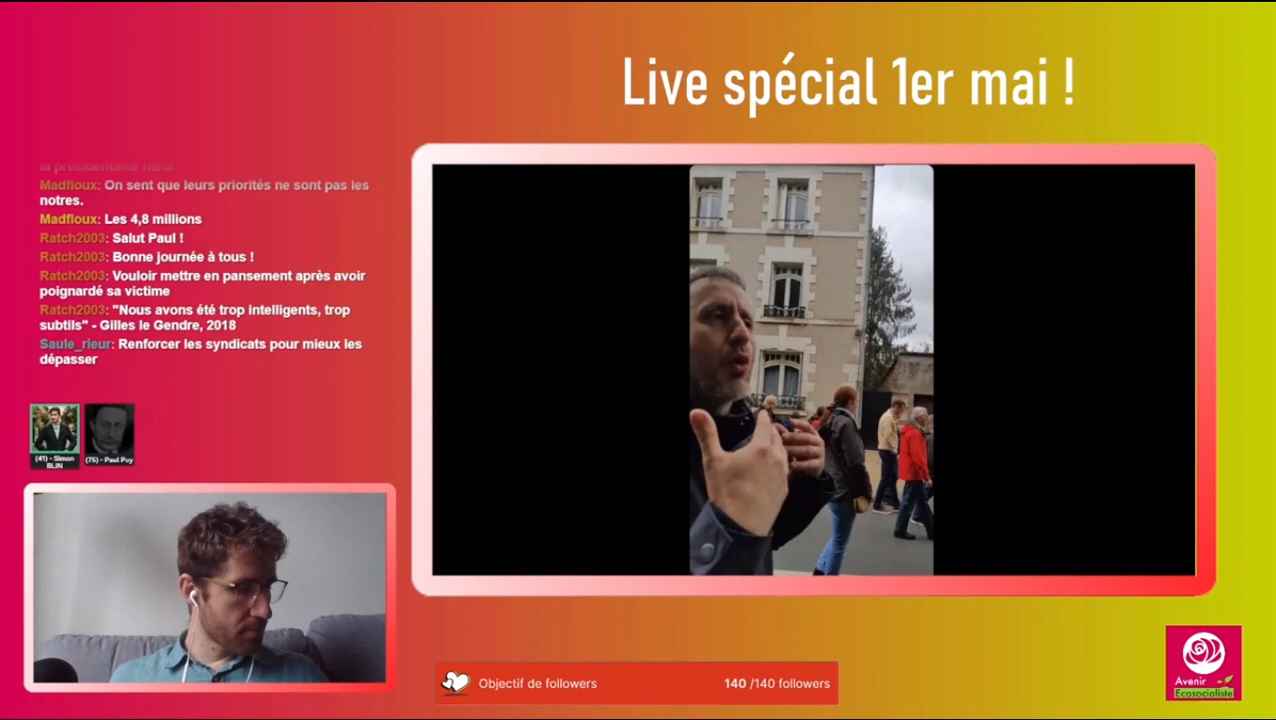 Live spécial 1er mai !
la présidentielle haha
Madfloux: On sent que leurs priorités ne sont pas les
notres.
Madfloux: Les 4,8 millions
Ratch2003: Salut Paul !
Ratch2003: Bonne journée à tous !
Ratch2003: Vouloir mettre en pansement après avoir
poignardé sa victime
Ratch2003: "Nous avons été trop intelligents, trop
subtils" - Gilles le Gendre, 2018
Saule_rieur: Renforcer les syndicats pour mieux les
dépasser
(41) - Simon
BLIN
(75) - Paul Puy
Objectif de followers
140 /140 followers
Avenir
Ecosocialiste